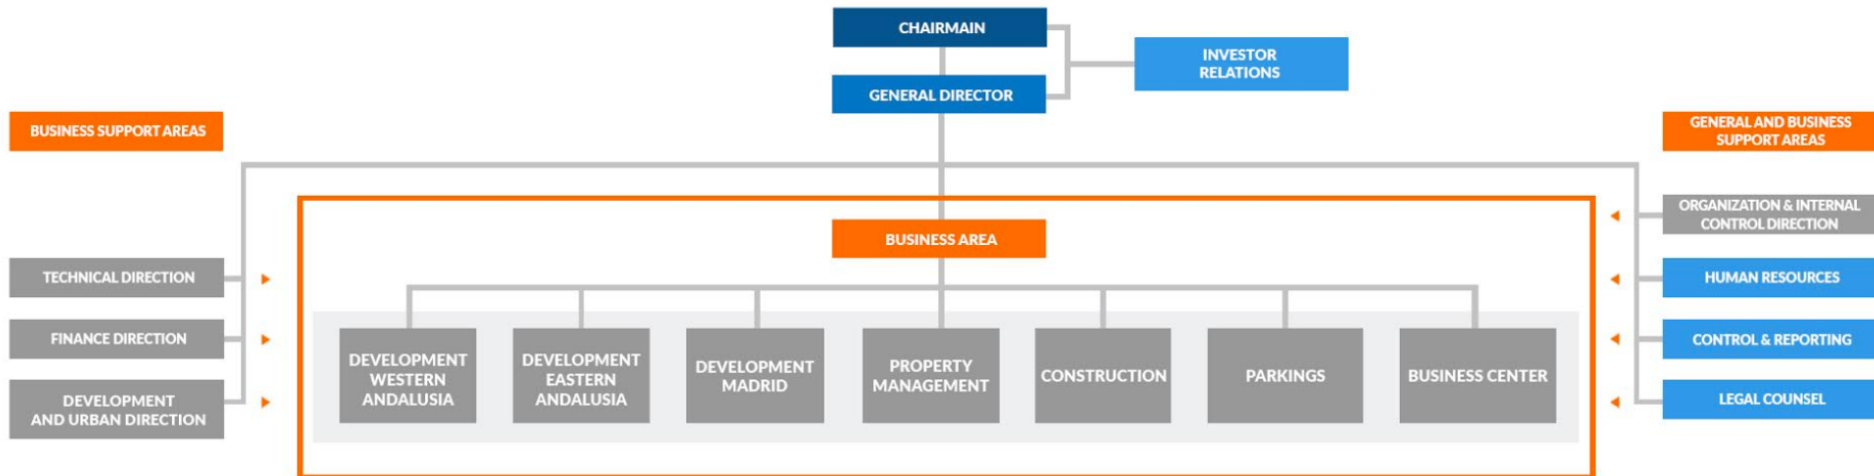 CHAIRMAIN
GENERAL DIRECTOR
INVESTOR
RELATIONS
BUSINESS SUPPORT AREAS
TECHNICAL DIRECTION
FINANCE DIRECTION
DEVELOPMENT
AND URBAN DIRECTION
BUSINESS AREA
DEVELOPMENT
WESTERN
ANDALUSIA
DEVELOPMENT
EASTERN
ANDALUSIA
DEVELOPMENT
MADRID
PROPERTY
MANAGEMENT
CONSTRUCTION
PARKINGS
BUSINESS CENTER
GENERAL AND BUSINESS
SUPPORT AREAS
ORGANIZATION & INTERNAL
CONTROL DIRECTION
HUMAN RESOURCES
CONTROL & REPORTING
LEGAL COUNSEL